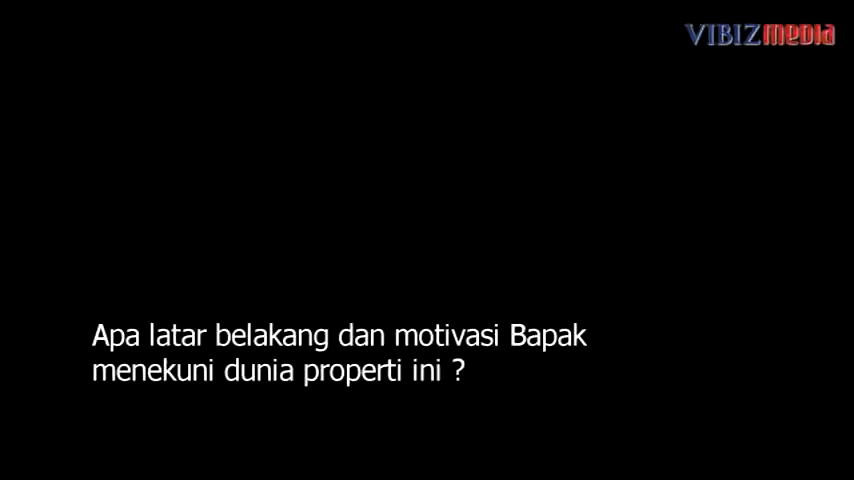 VIBIZmedia
Apa latar belakang dan motivasi Bapak
menekuni dunia properti ini ?